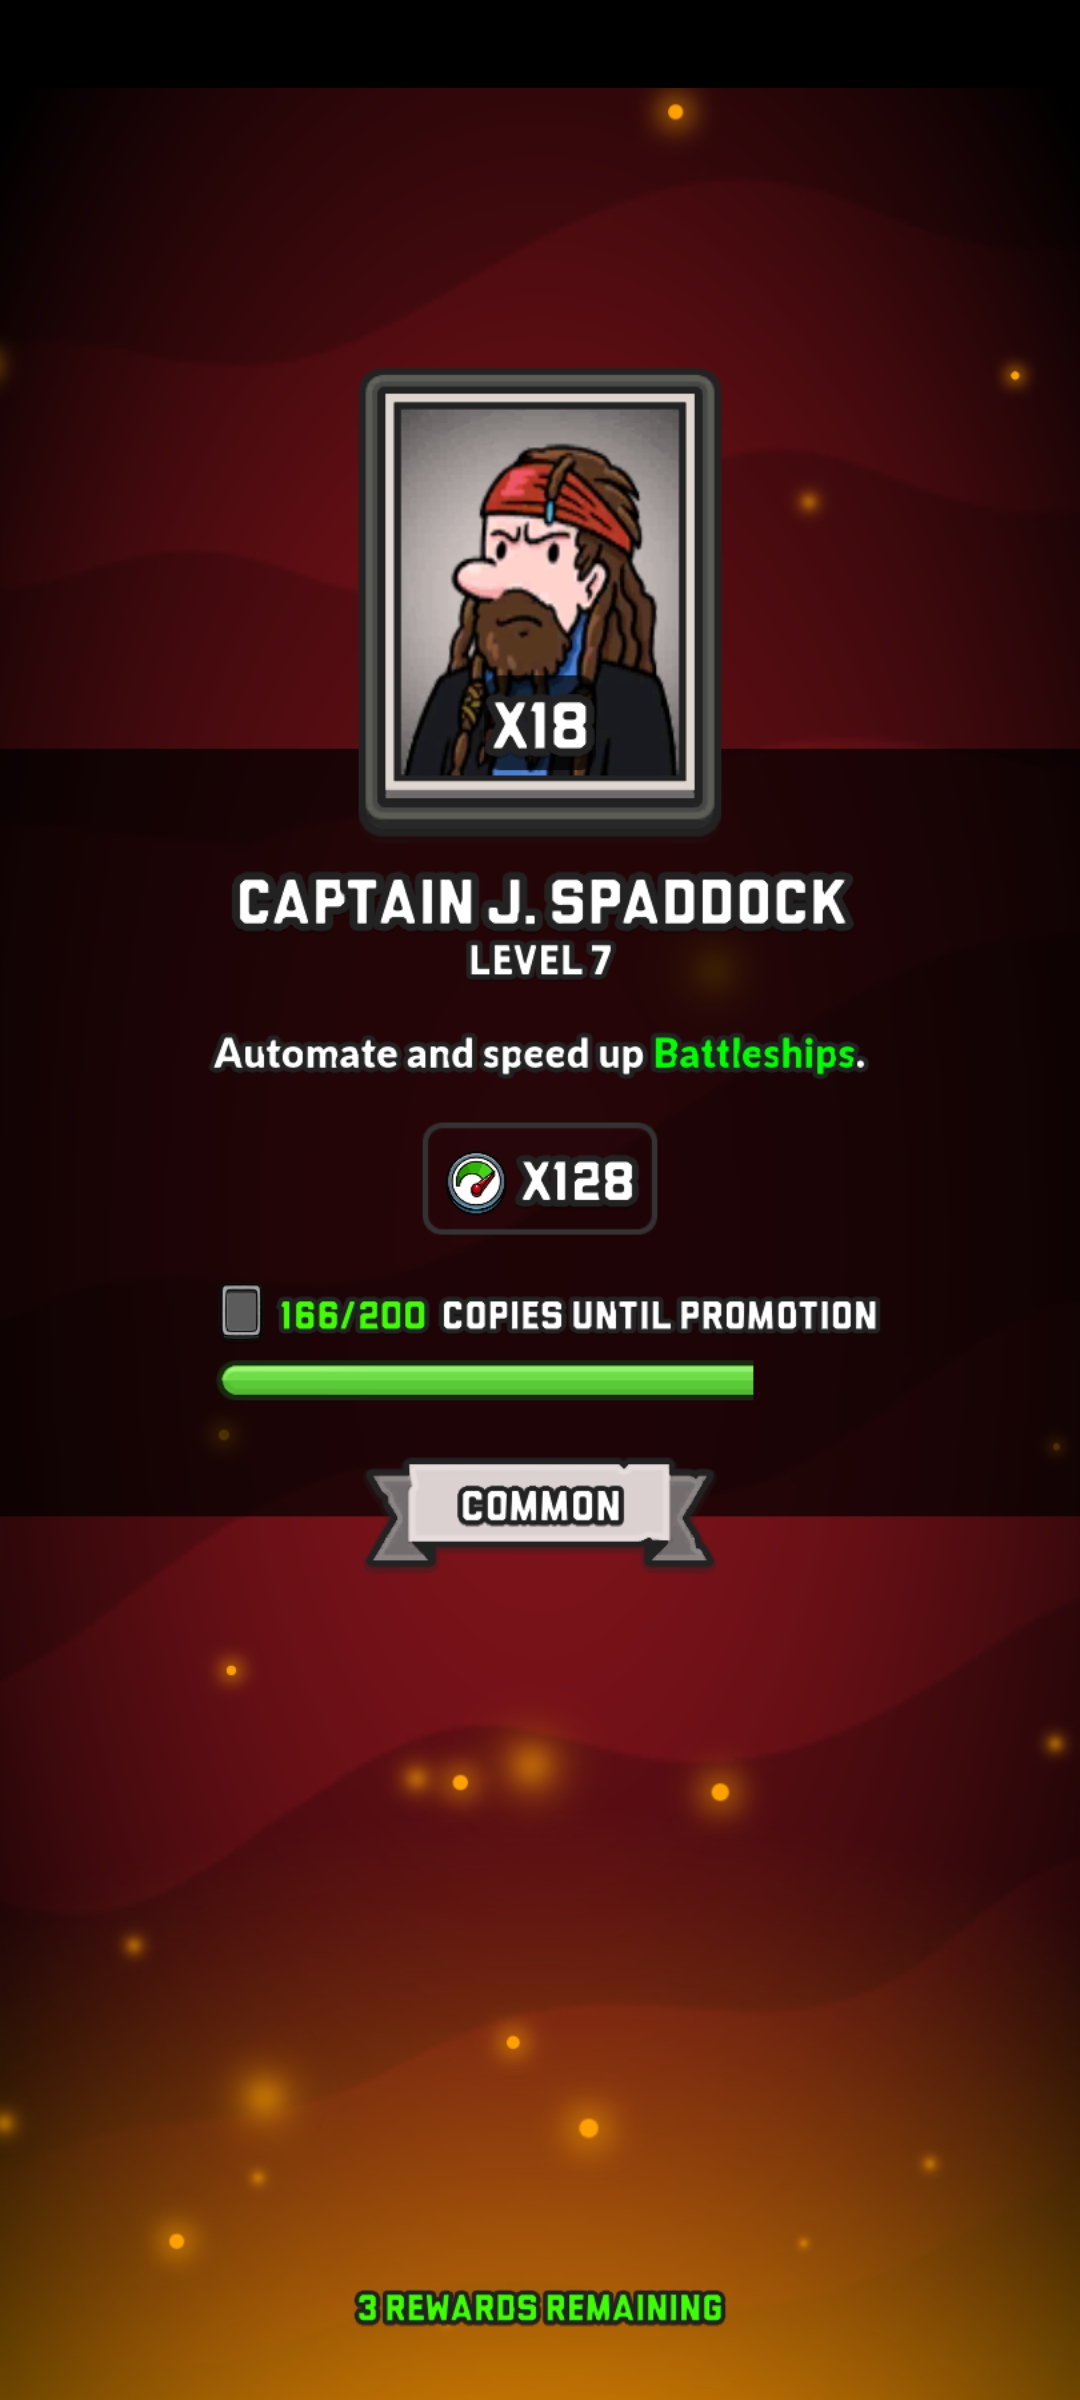 X18
CAPTAIN J. SPADDOCK
LEVEL 7
Automate and speed up Battleships.
X128
166/200 COPIES UNTIL PROMOTION
COMMON
3 REWARDS REMAINING